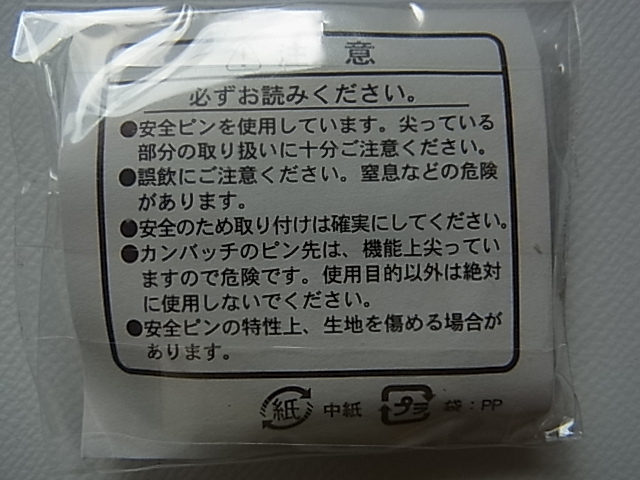 ⚠注意
必ずお読みください。
●安全ピンを使用しています。尖っている
部分の取り扱いに十分ご注意ください。
●誤飲にご注意ください。窒息などの危険
があります。
●安全のため取り付けは確実にしてください。
●カンバッチのピン先は、機能上尖ってい
ますので危険です。使用目的以外は絶対
に使用しないでください。
●安全ピンの特性上、生地を傷める場合が
あります。
紙 中紙 プラ 袋:PP